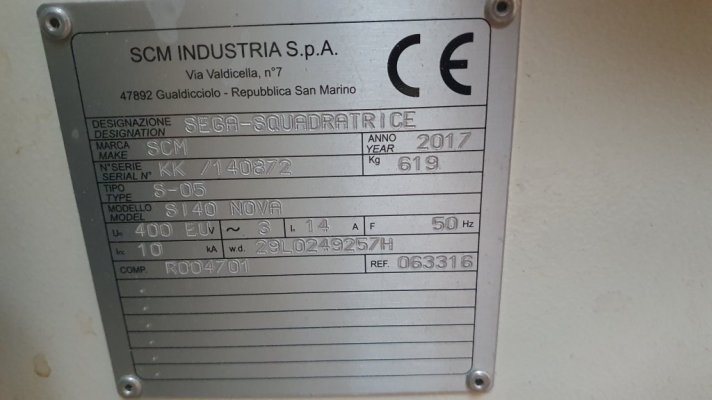 SCM INDUSTRIA S.p.A.
Via Valdicella, n°7
47892 Gualdicciolo - Repubblica San Marino
CE
DESIGNAZIONE
DESIGNATION SEGA-SQUADRATRICE
MARCA
MAKE SCM ANNO
YEAR 2017
N°SERIE
SERIAL N° KK /140872 Kg 619
TIPO
TYPE S-05
MODELLO
MODEL SI40 NOVA
Un 400 EU V ~ 3 In 14 A F 50 Hz
Icc 10 kA w.d. 29L0249257H
COMP. R004701 REF. 063316